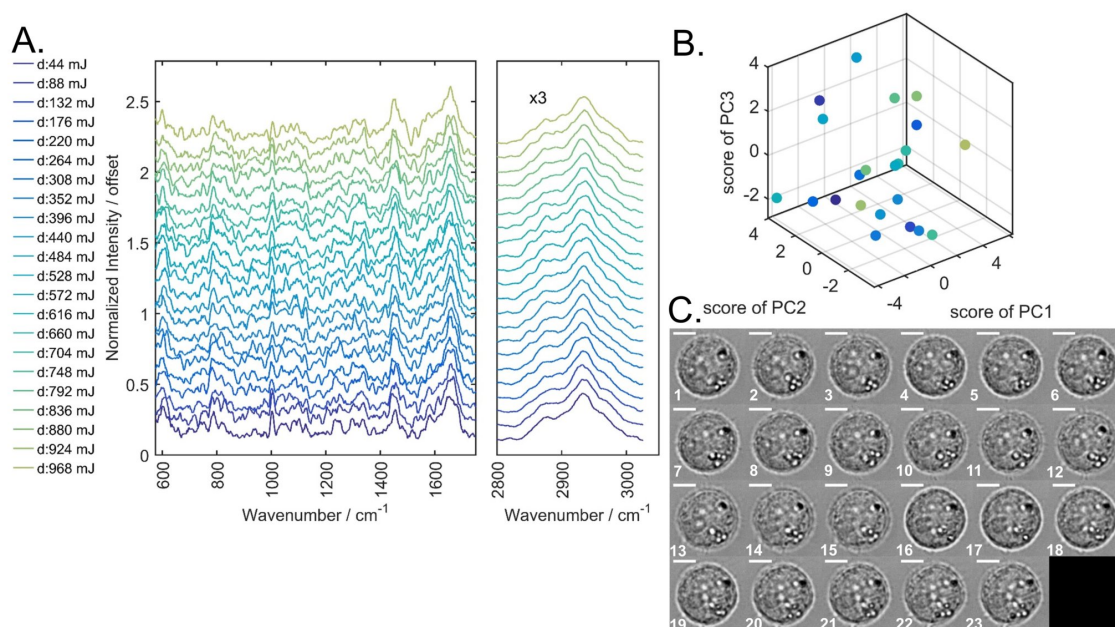 A.
d:44 mJ
d:88 mJ
d:132 mJ
d:176 mJ
d:220 mJ
d:264 mJ
d:308 mJ
d:352 mJ
d:396 mJ
d:440 mJ
d:484 mJ
d:528 mJ
d:572 mJ
d:616 mJ
d:660 mJ
d:704 mJ
d:748 mJ
d:792 mJ
d:836 mJ
d:880 mJ
d:924 mJ
d:968 mJ
Normalized Intensity / offset
2.5
2
1.5
1
0.5
0
600
800
1000
1200
1400
1600
Wavenumber / cm⁻¹
x3
2800
2900
3000
Wavenumber / cm⁻¹
B.
score of PC3
4
2
0
-2
4
2
0
-2
-4
0
4
score of PC2
score of PC1
C.
1 2 3 4 5 6
7 8 9 10 11 12
13 14 15 16 17 18
19 20 21 22 23